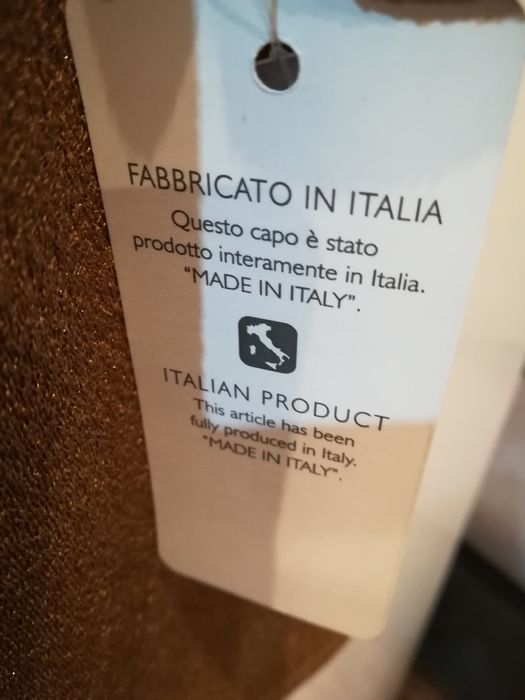 FABBRICATO IN ITALIA
Questo capo è stato
prodotto interamente in Italia.
"MADE IN ITALY".
ITALIAN PRODUCT
This article has been
fully produced in Italy.
"MADE IN ITALY".